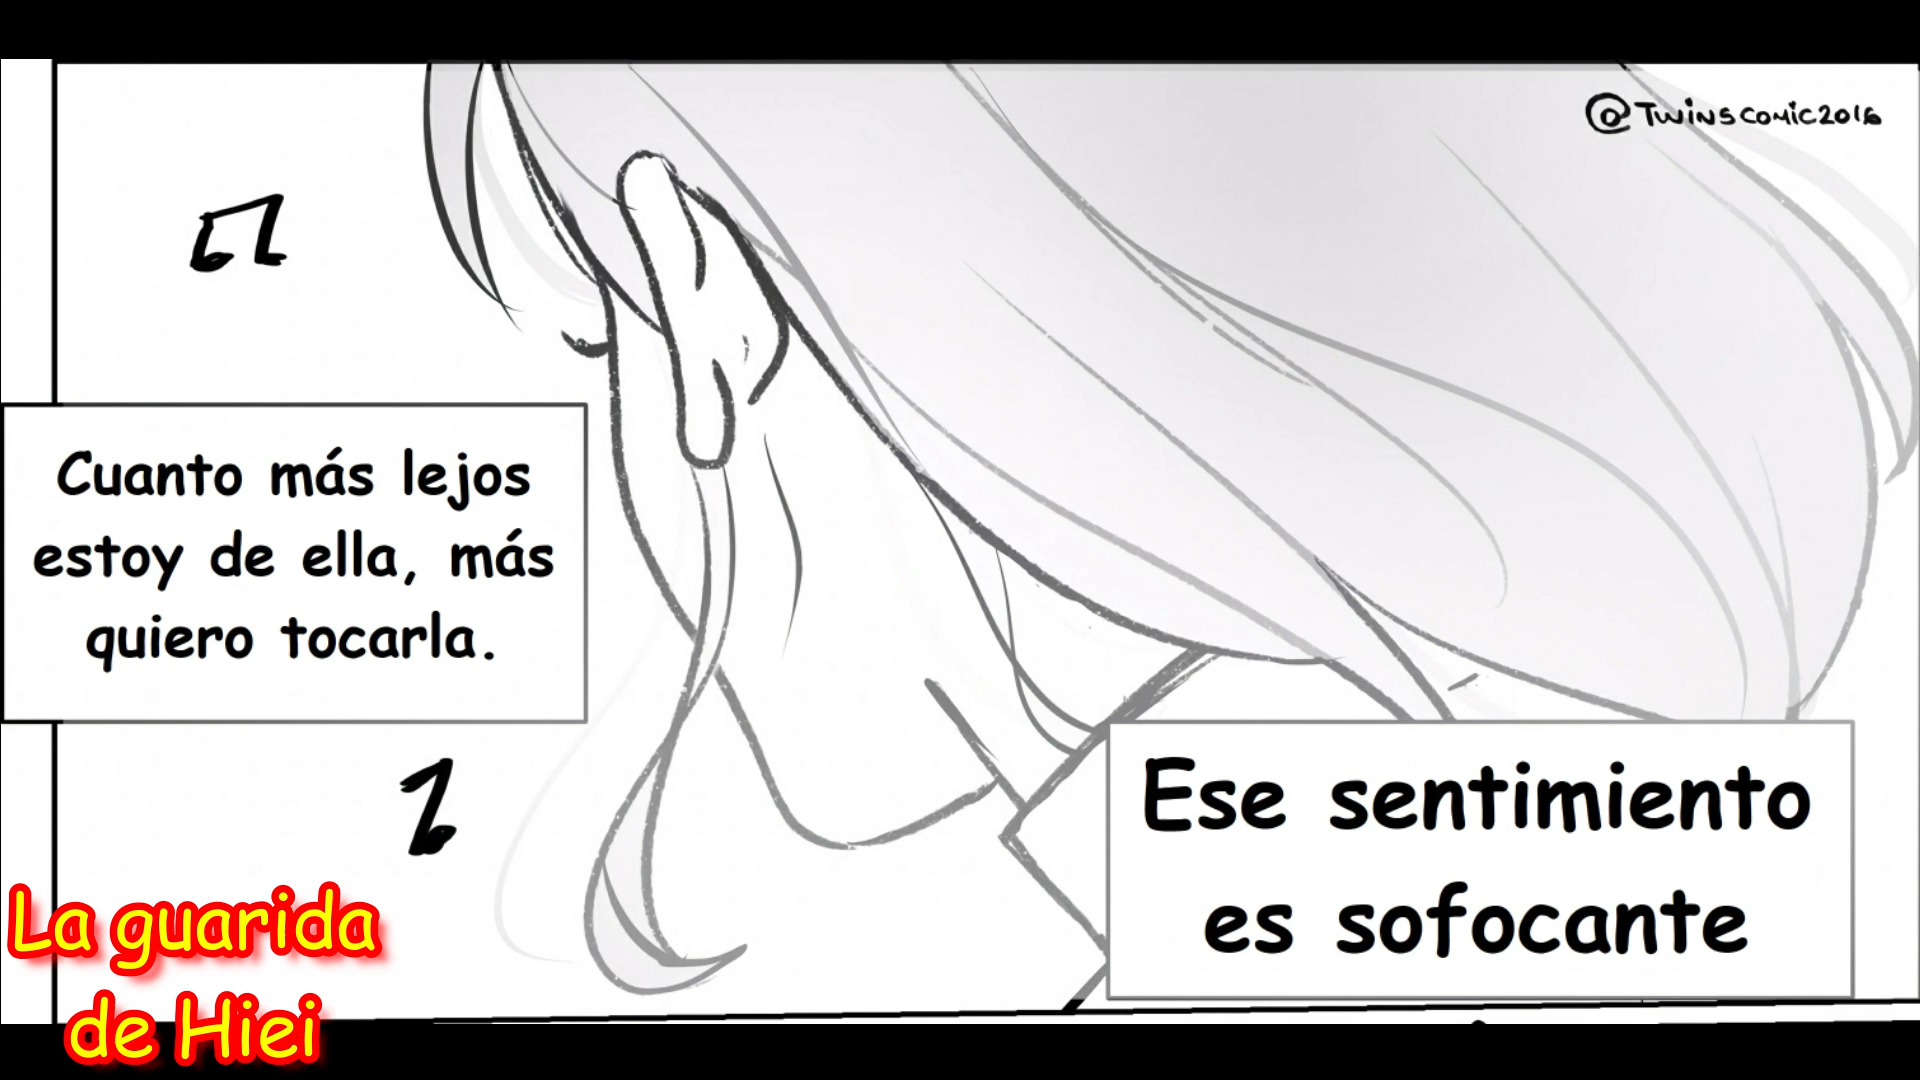 @TWINSCOMIC2016
Cuanto más lejos
estoy de ella, más
quiero tocarla.
Ese sentimiento
es sofocante
La guarida
de Hiei